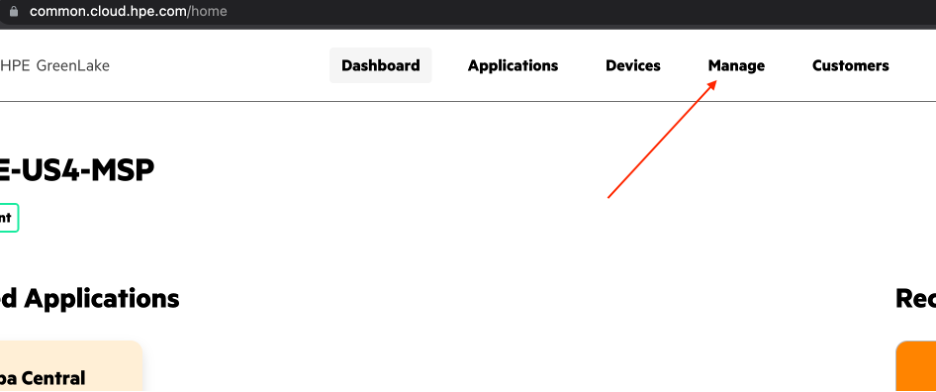 common.cloud.hpe.com/home
HPE GreenLake
Dashboard
Applications
Devices
Manage
Customers
E-US4-MSP
nt
d Applications
Rec
ba Central